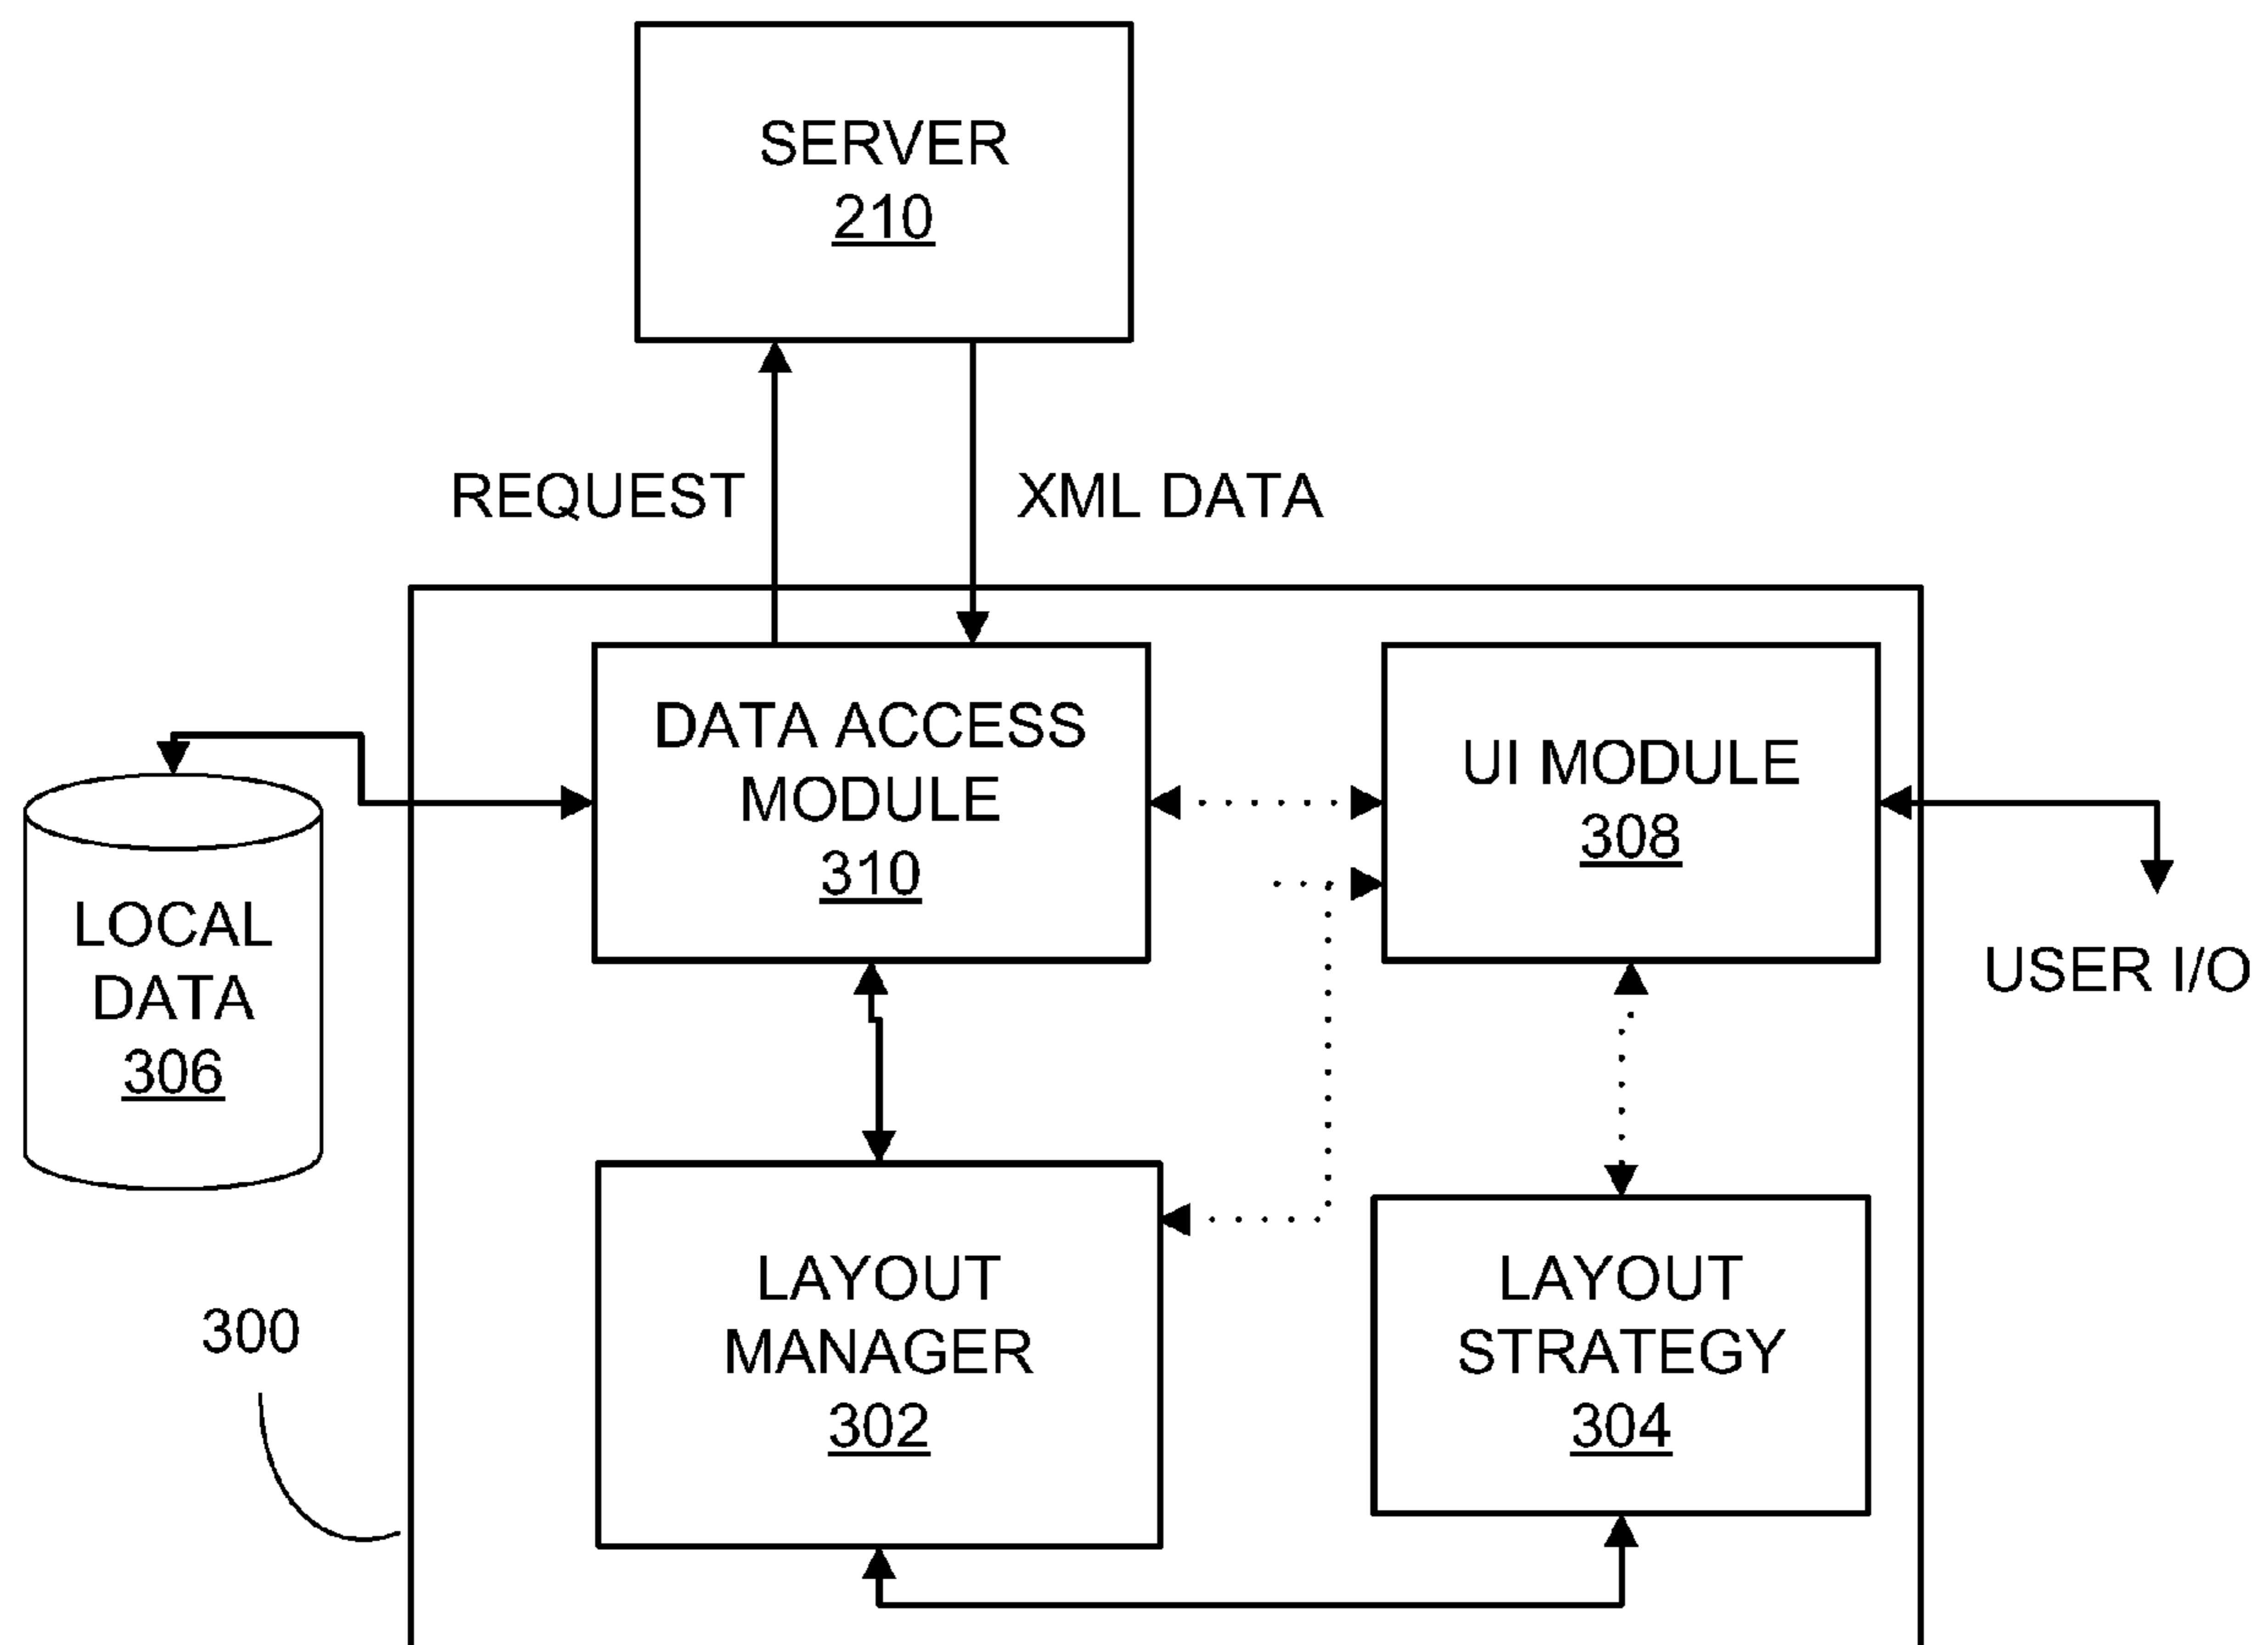 SERVER
210
REQUEST
XML DATA
DATA ACCESS
MODULE
310
UI MODULE
308
LOCAL
DATA
306
USER I/O
LAYOUT
MANAGER
302
LAYOUT
STRATEGY
304
300